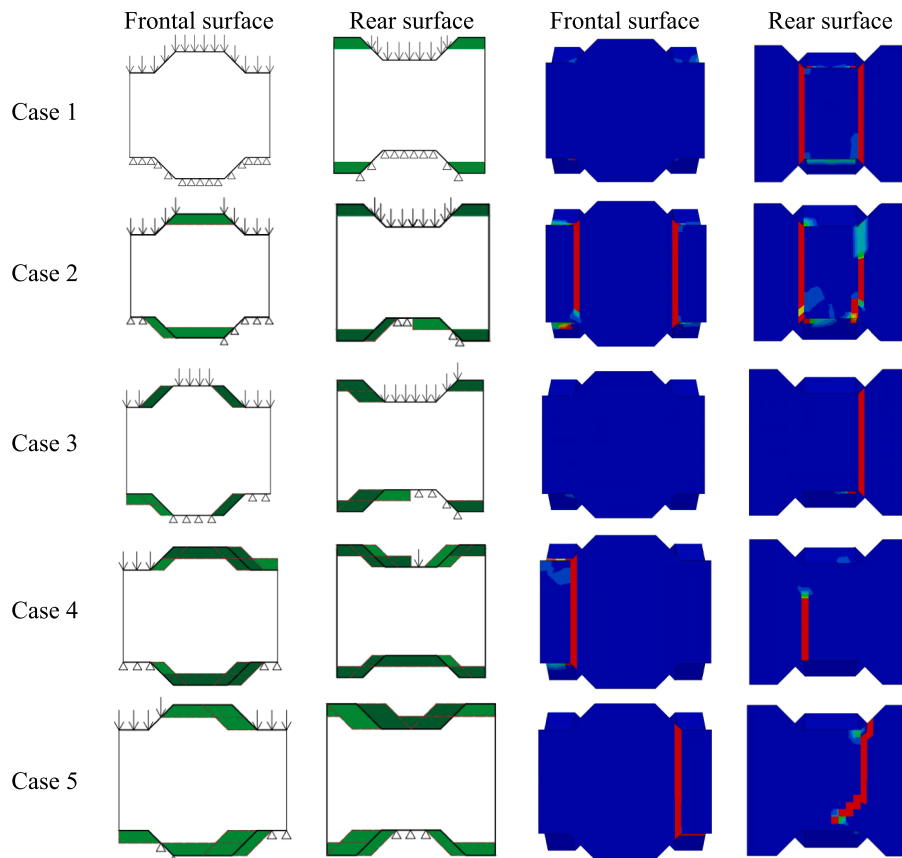 Frontal surface Rear surface Frontal surface Rear surface
Case 1
Case 2
Case 3
Case 4
Case 5